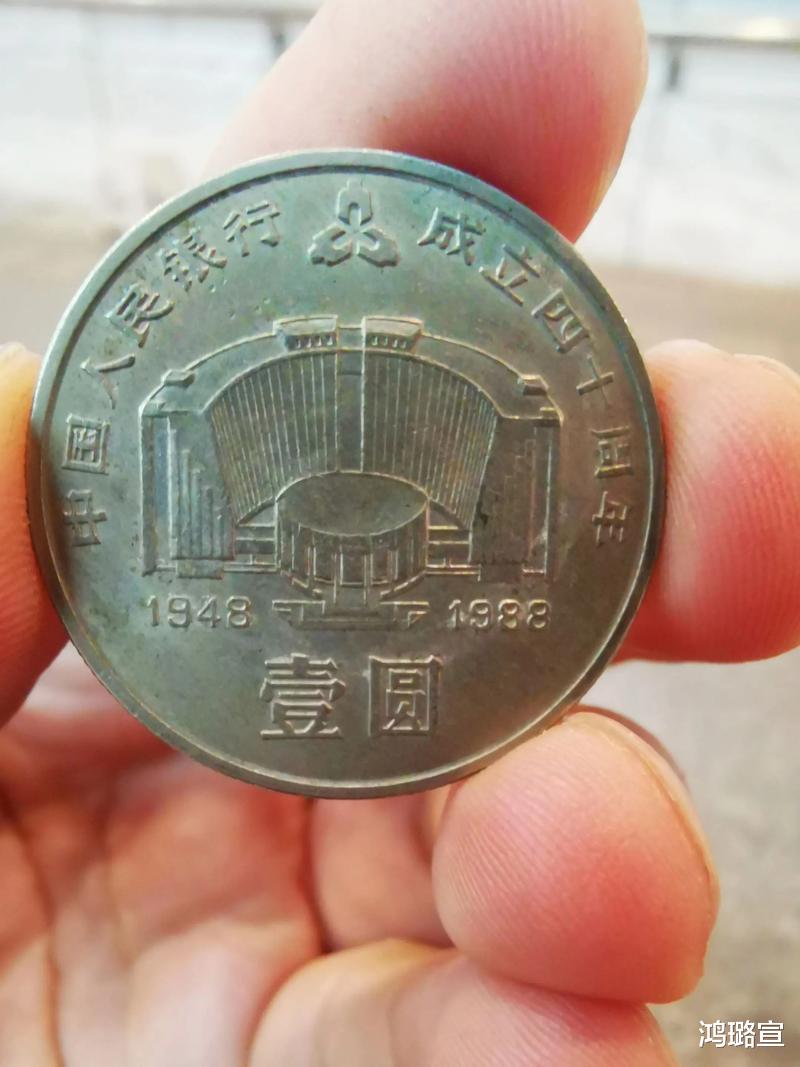 中国人民银行 成立四十周年
1948 1988
壹圆
鸿璐宣